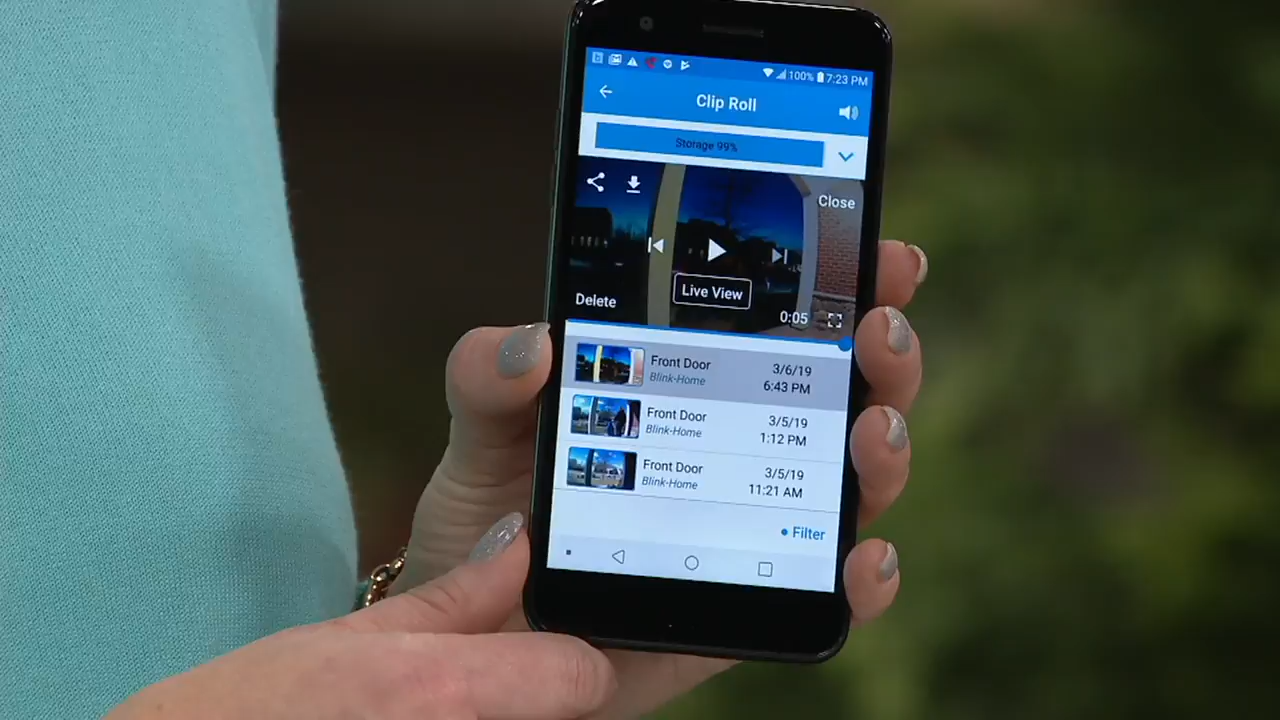 100% 7:23 PM
Clip Roll
Storage 99%
Close
Live View
Delete
0:05
Front Door
Blink-Home
3/6/19
6:43 PM
Front Door
Blink-Home
3/5/19
1:12 PM
Front Door
Blink-Home
3/5/19
11:21 AM
Filter